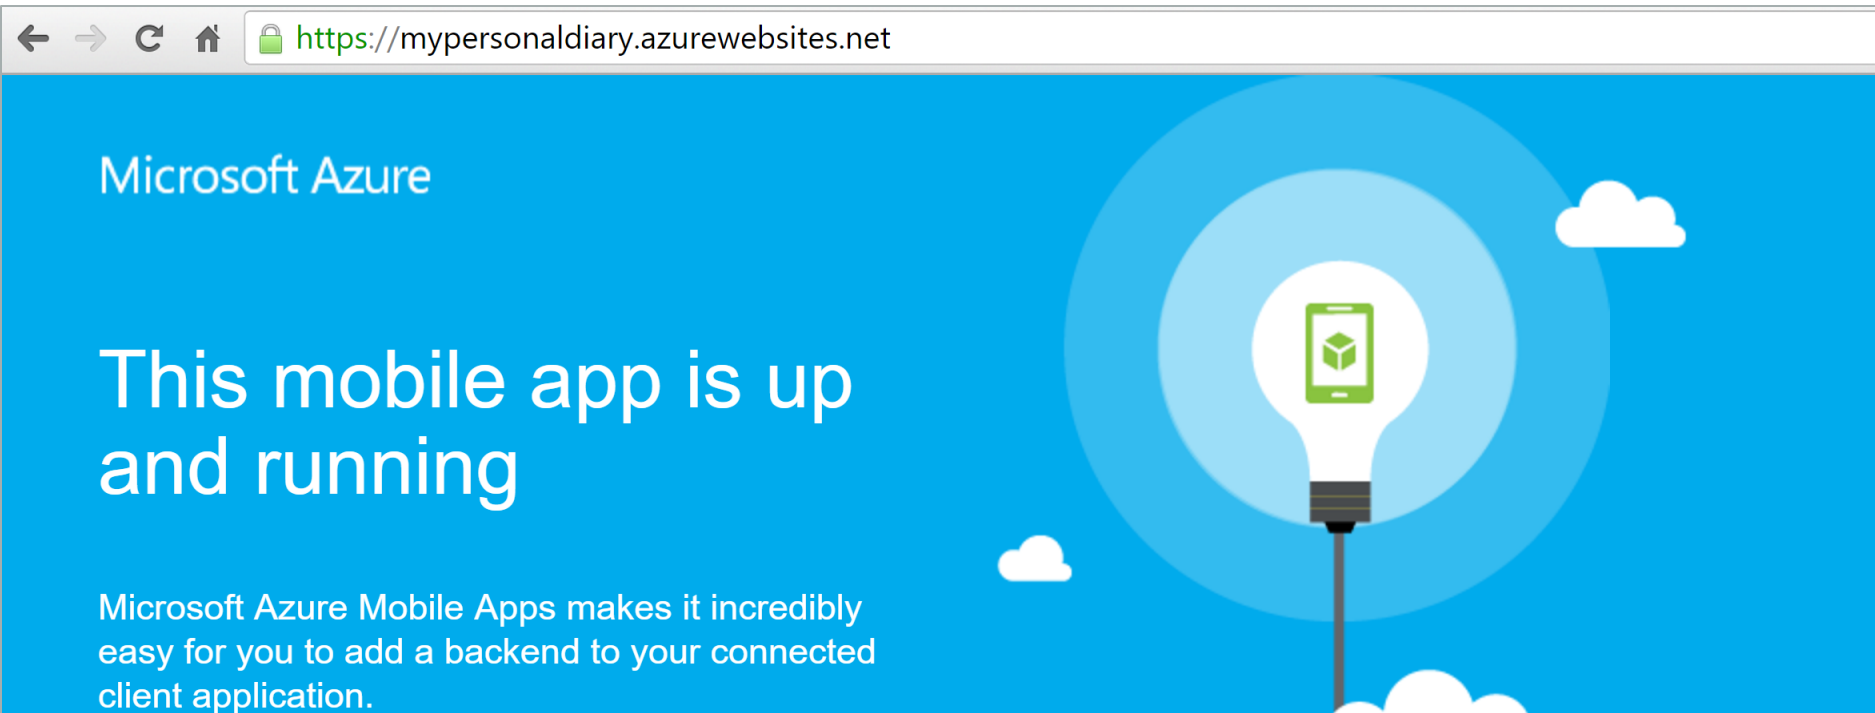 https://mypersonaldiary.azurewebsites.net
Microsoft Azure
This mobile app is up
and running
Microsoft Azure Mobile Apps makes it incredibly
easy for you to add a backend to your connected
client application.